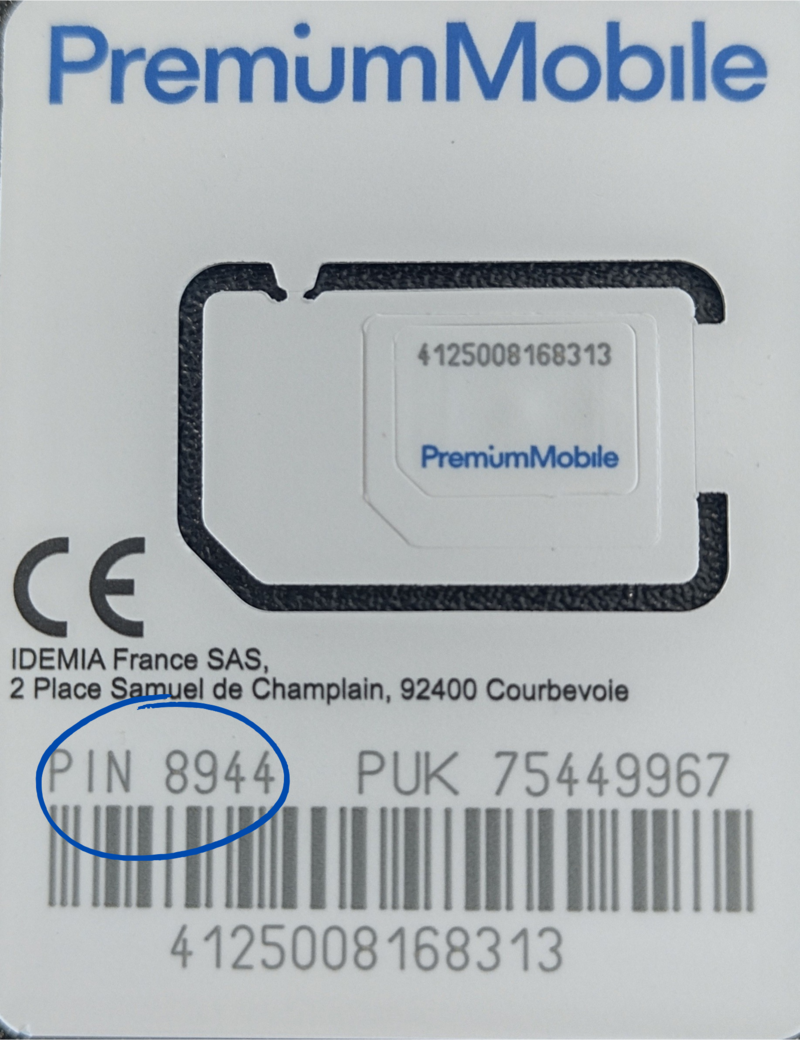 PremiumMobile
4125008168313
PremiumMobile
CE
IDEMIA France SAS,
2 Place Samuel de Champlain, 92400 Courbevoie
PIN 8944 PUK 75449967
4125008168313